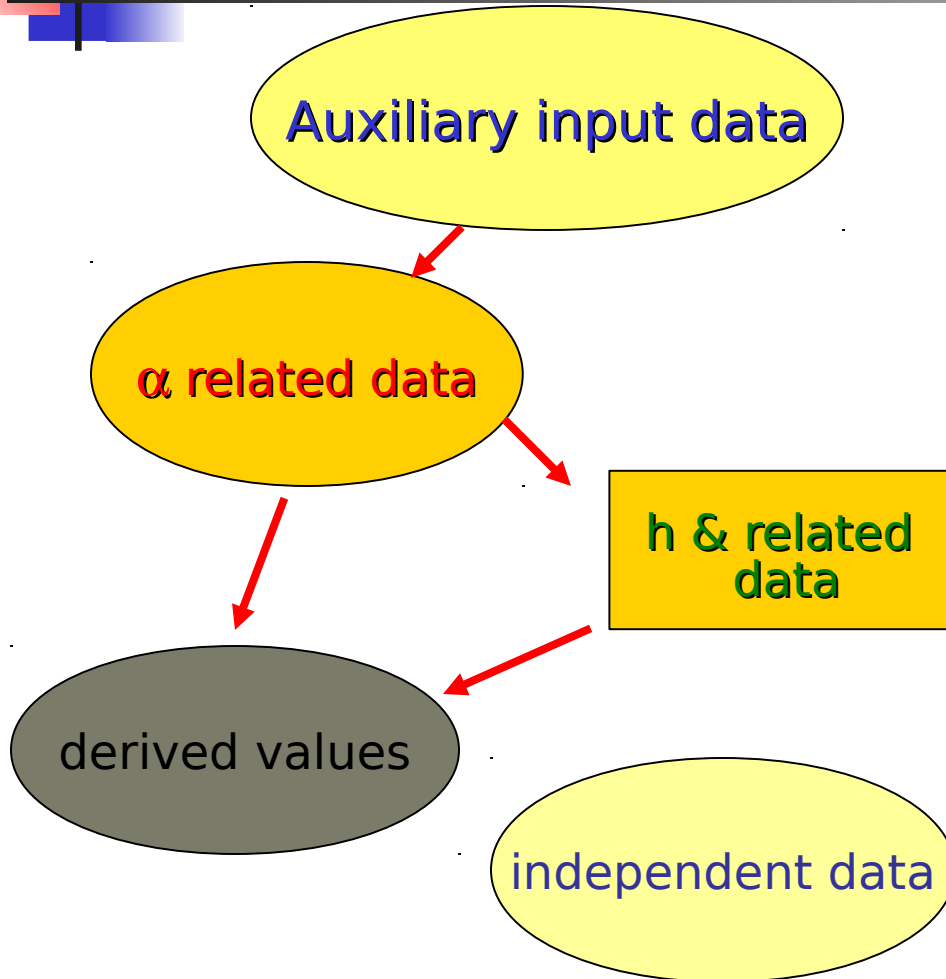 Auxiliary input data
α related data
h & related
data
derived values
independent data